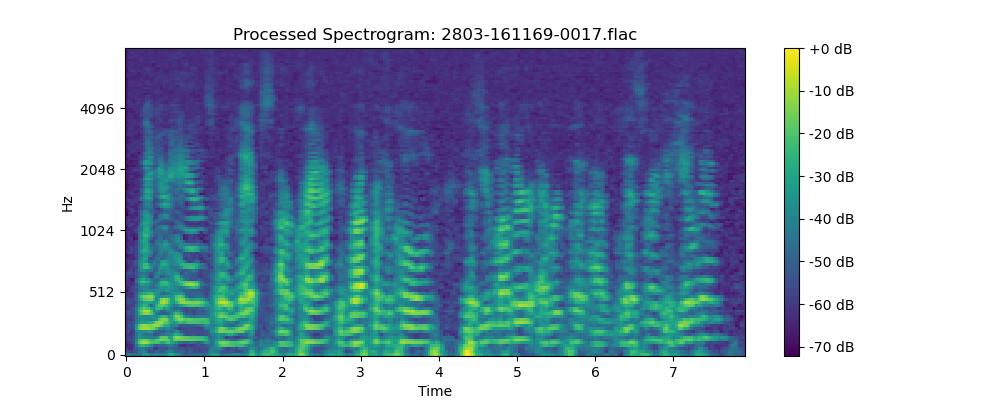 Processed Spectrogram: 2803-161169-0017.flac
Hz
4096
2048
1024
512
0
0 1 2 3 4 5 6 7
Time
+0 dB
-10 dB
-20 dB
-30 dB
-40 dB
-50 dB
-60 dB
-70 dB